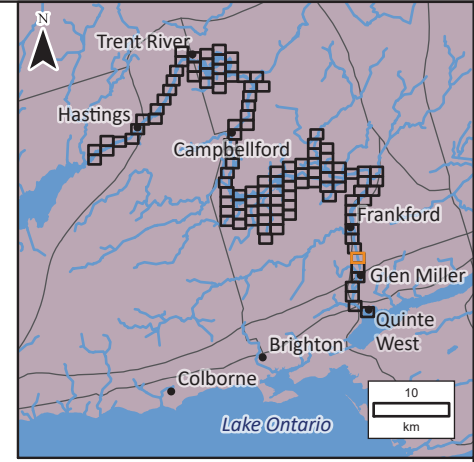 N
Trent River
Hastings
Campbellford
Frankford
Glen Miller
Quinte
West
Brighton
Colborne
Lake Ontario
10
km